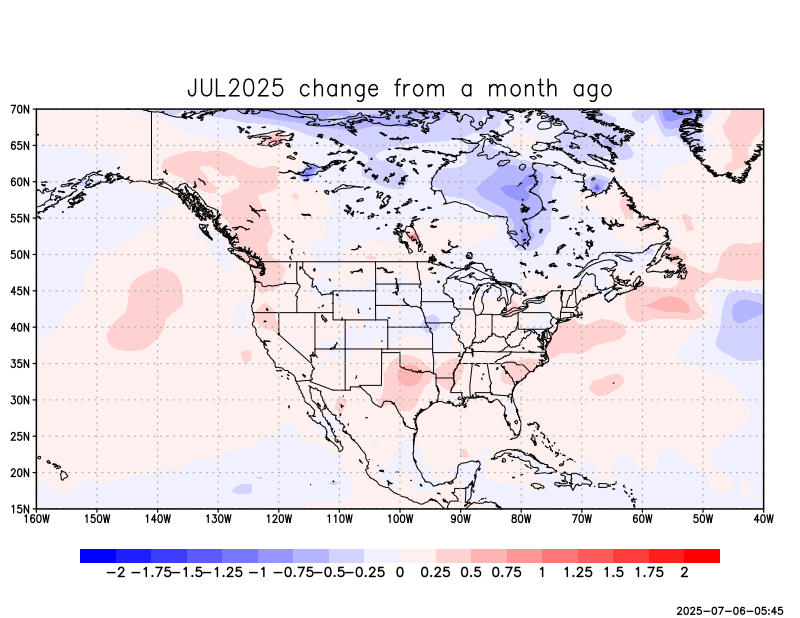 JUL2025 change from a month ago
70N
65N
60N
55N
50N
45N
40N
35N
30N
25N
20N
15N
160W 150W 140W 130W 120W 110W 100W 90W 80W 70W 60W 50W 40W
−2 −1.75 −1.5 −1.25 −1 −0.75 −0.5 −0.25 0 0.25 0.5 0.75 1 1.25 1.5 1.75 2
2025-07-06-05:45